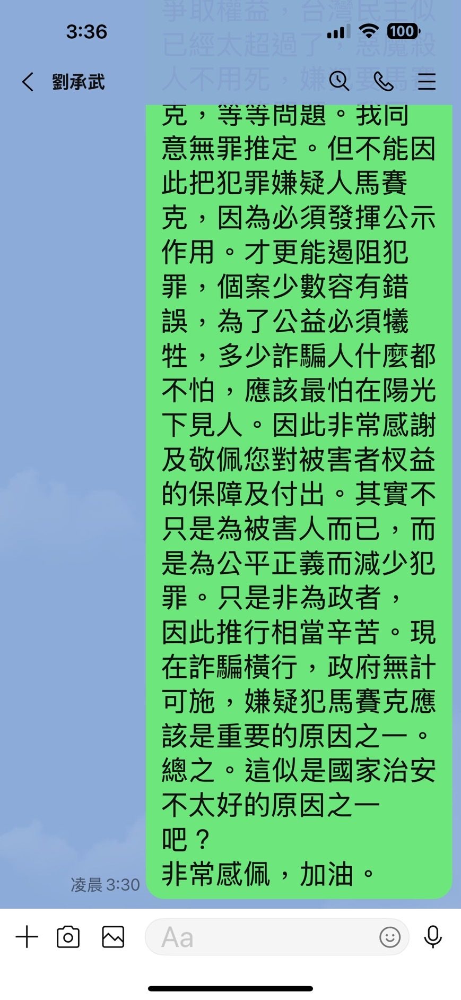 爭取權益，台灣民主似
3:36
100
已經太超過了，惡魔殺
劉承武
人不用死，嫌犯要馬賽
克，等等問題。我同
意無罪推定。但不能因
此把犯罪嫌疑人馬賽
克，因為必須發揮公示
作用。才更能遏阻犯
罪，個案少數容有錯
誤，為了公益必須犧
牲，多少詐騙人什麼都
不怕，應該最怕在陽光
下見人。因此非常感謝
及敬佩您對被害者杈益
的保障及付出。其實不
只是為被害人而已，而
是為公平正義而減少犯
罪。只是非為政者，
因此推行相當辛苦。現
在詐騙橫行，政府無計
可施，嫌疑犯馬賽克應
該是重要的原因之一。
總之。這似是國家治安
不太好的原因之一
吧？
非常感佩，加油。
凌晨 3:30
Aa